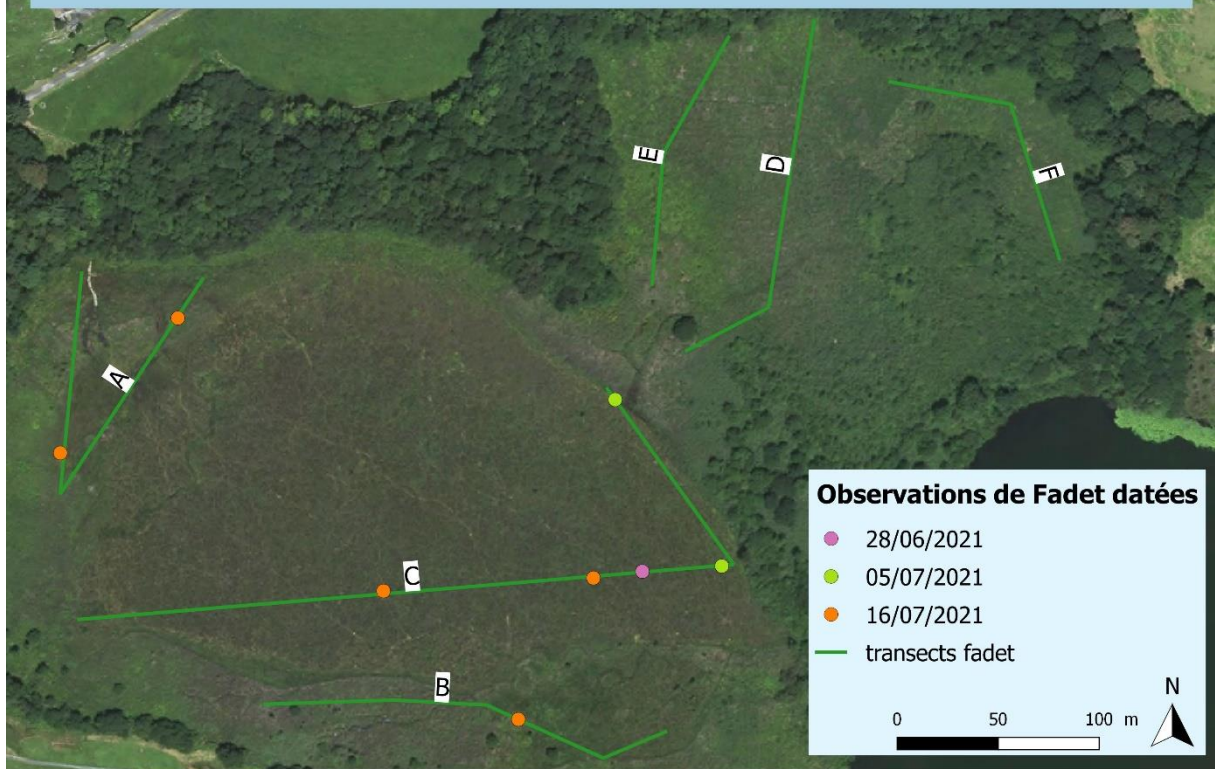 E
D
F
A
C
B
Observations de Fadet datées
28/06/2021
05/07/2021
16/07/2021
transects fadet
N
0 50 100 m